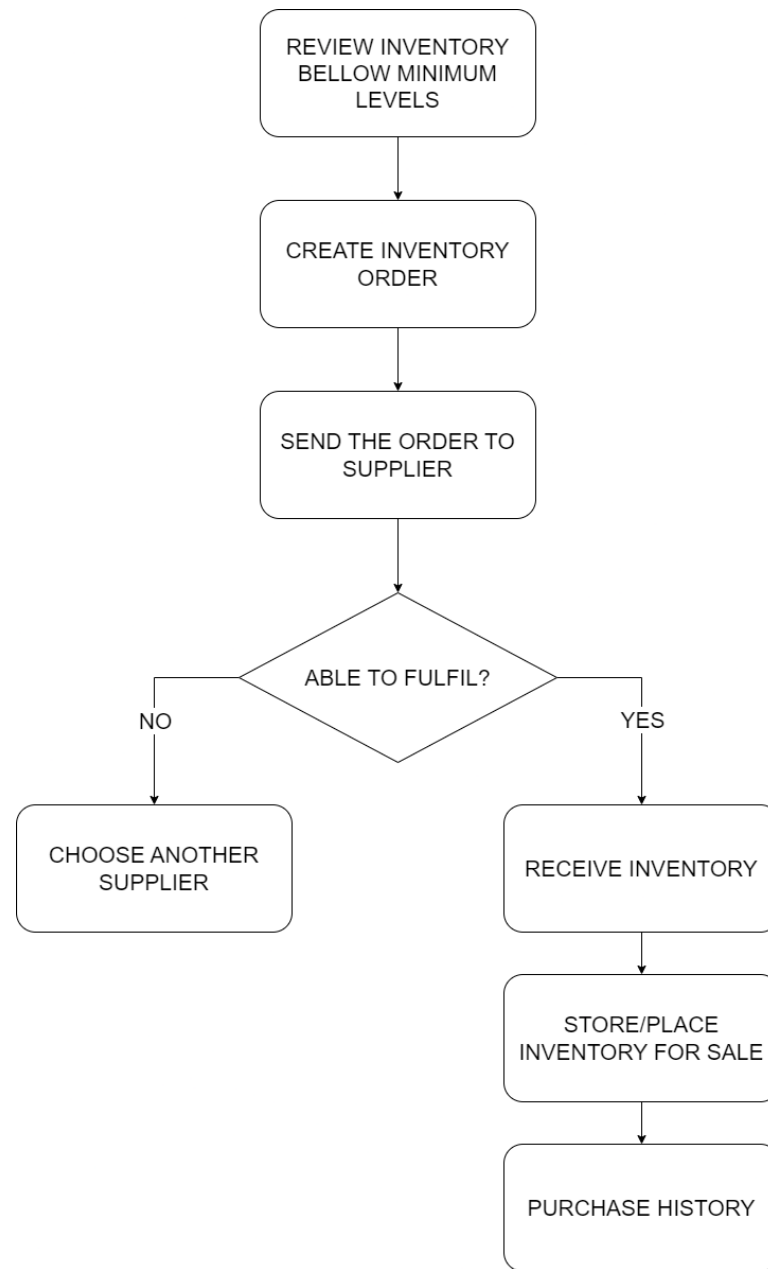 REVIEW INVENTORY
BELLOW MINIMUM
LEVELS
CREATE INVENTORY
ORDER
SEND THE ORDER TO
SUPPLIER
ABLE TO FULFIL?
NO
YES
CHOOSE ANOTHER
SUPPLIER
RECEIVE INVENTORY
STORE/PLACE
INVENTORY FOR SALE
PURCHASE HISTORY